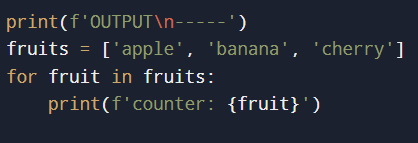 print(f'OUTPUT\n-----')
fruits = ['apple', 'banana', 'cherry']
for fruit in fruits:
    print(f'counter: {fruit}')